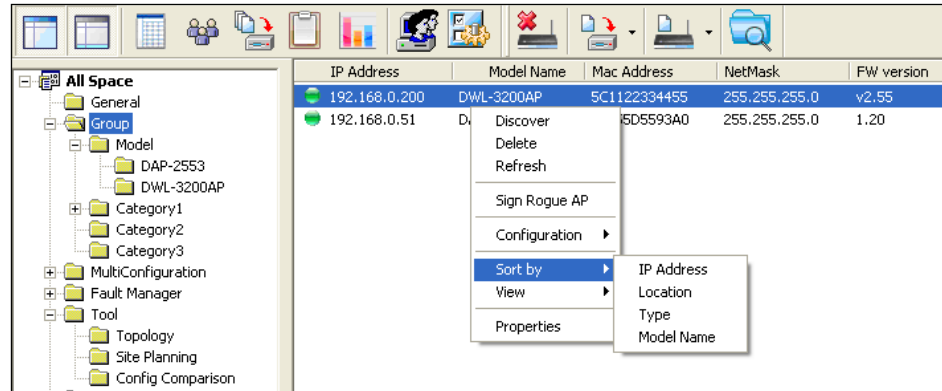 IP Address Model Name Mac Address NetMask FW version
192.168.0.200 DWL-3200AP 5C1122334455 255.255.255.0 v2.55
192.168.0.51 5D5593A0 255.255.255.0 1.20
All Space
General
Group
Model
DAP-2553
DWL-3200AP
Category1
Category2
Category3
MultiConfiguration
Fault Manager
Tool
Topology
Site Planning
Config Comparison
Discover
Delete
Refresh
Sign Rogue AP
Configuration
Sort by
View
Properties
IP Address
Location
Type
Model Name